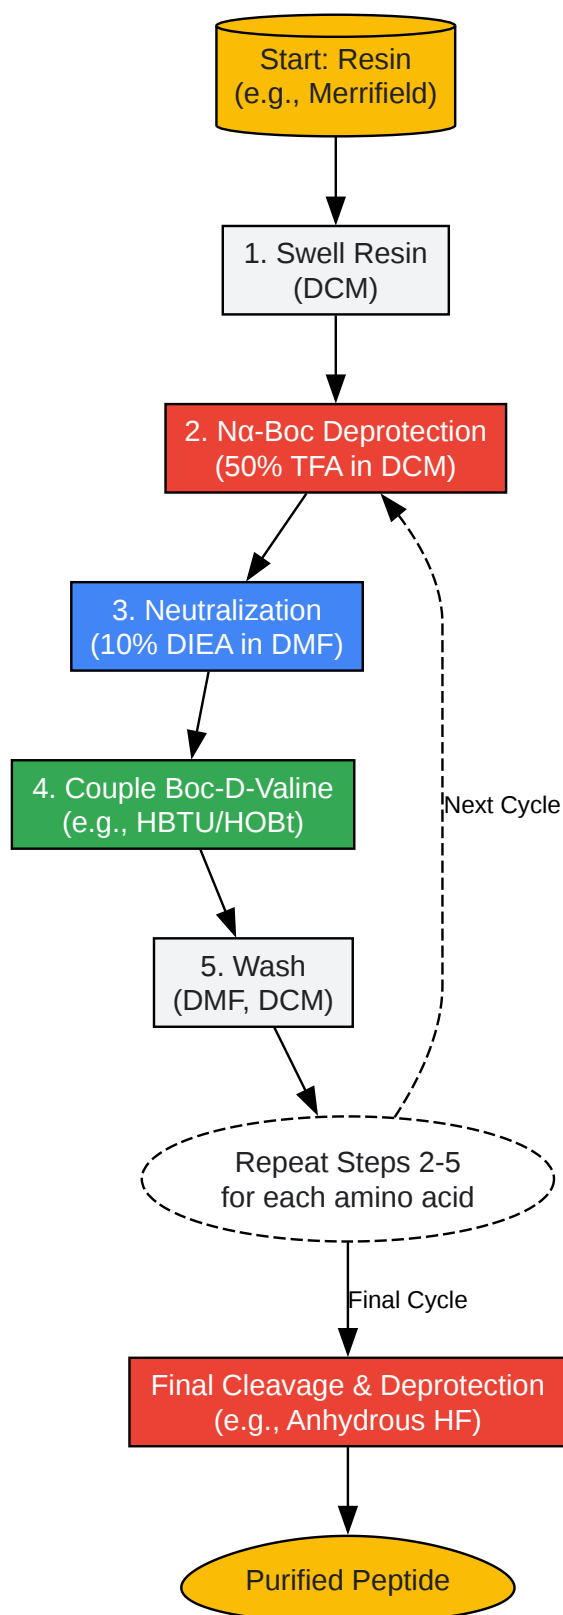 Start: Resin
(e.g., Merrifield)
1. Swell Resin
(DCM)
2. Nα-Boc Deprotection
(50% TFA in DCM)
3. Neutralization
(10% DIEA in DMF)
4. Couple Boc-D-Valine
(e.g., HBTU/HOBt)
Next Cycle
5. Wash
(DMF, DCM)
Repeat Steps 2-5
for each amino acid
Final Cycle
Final Cleavage & Deprotection
(e.g., Anhydrous HF)
Purified Peptide